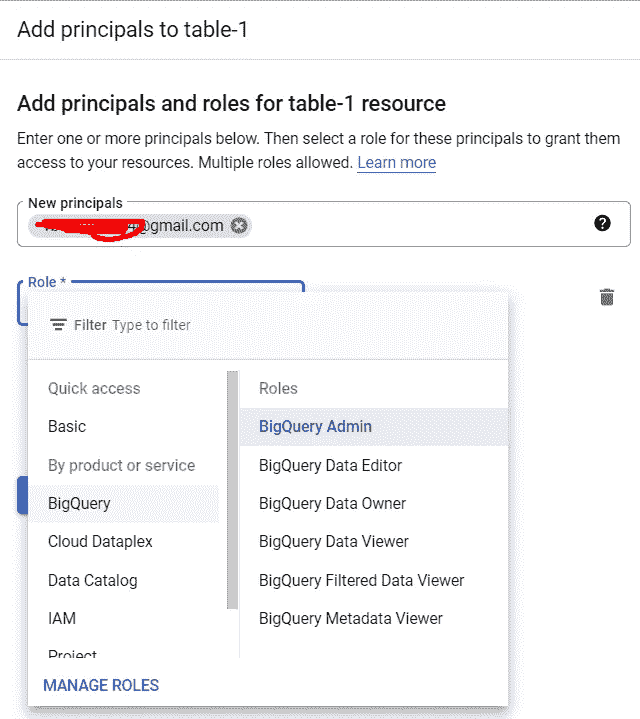 Add principals to table-1
Add principals and roles for table-1 resource
Enter one or more principals below. Then select a role for these principals to grant them
access to your resources. Multiple roles allowed. Learn more
New principals
@gmail.com
Role *
Filter Type to filter
Quick access
Basic
By product or service
BigQuery
Cloud Dataplex
Data Catalog
IAM
Project
Roles
BigQuery Admin
BigQuery Data Editor
BigQuery Data Owner
BigQuery Data Viewer
BigQuery Filtered Data Viewer
BigQuery Metadata Viewer
MANAGE ROLES